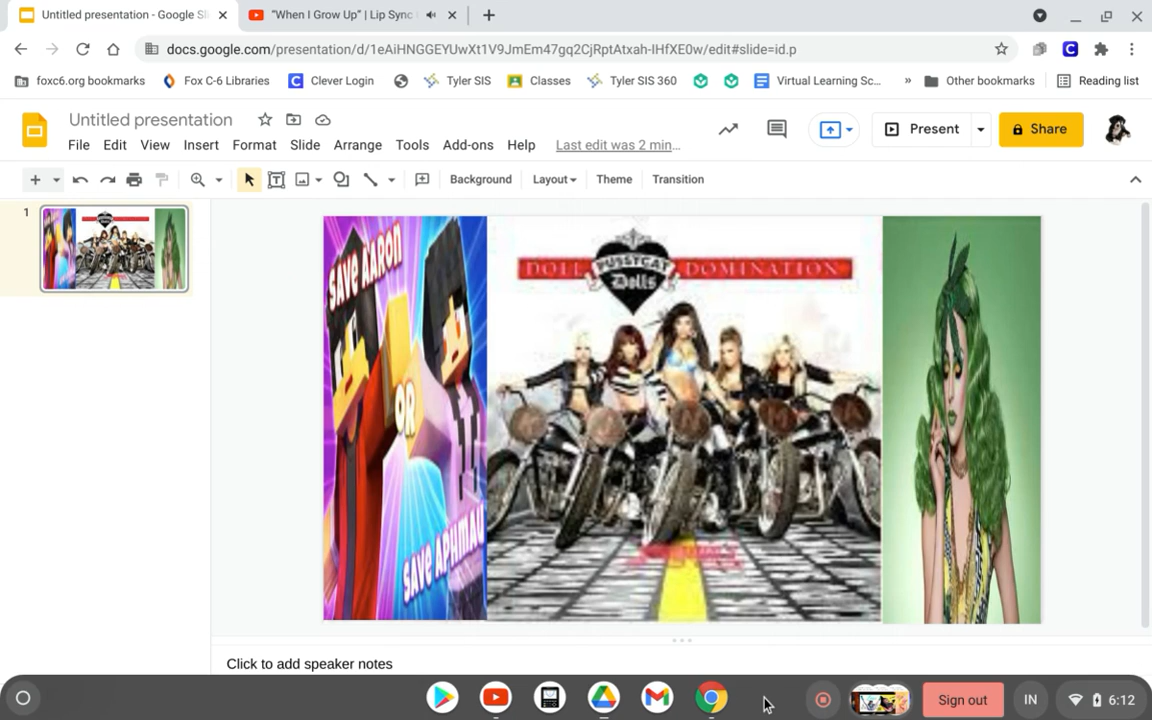 Untitled presentation - Google Sl
"When I Grow Up" | Lip Sync
docs.google.com/presentation/d/1eAiHNGGEYUwXt1V9JmEm47gq2CjRptAtxah-IHfXE0w/edit#slide=id.p
foxc6.org bookmarks
Fox C-6 Libraries
Clever Login
Tyler SIS
Classes
Tyler SIS 360
Virtual Learning Sc...
»
Other bookmarks
Reading list
Untitled presentation
Present
Share
File Edit View Insert Format Slide Arrange Tools Add-ons Help Last edit was 2 min...
Background Layout Theme Transition
1
SAVE AARON
OR
SAVE APHMAU
DOLL PUSSYCAT DOMINATION
Dolls
Click to add speaker notes
Sign out
IN
6:12